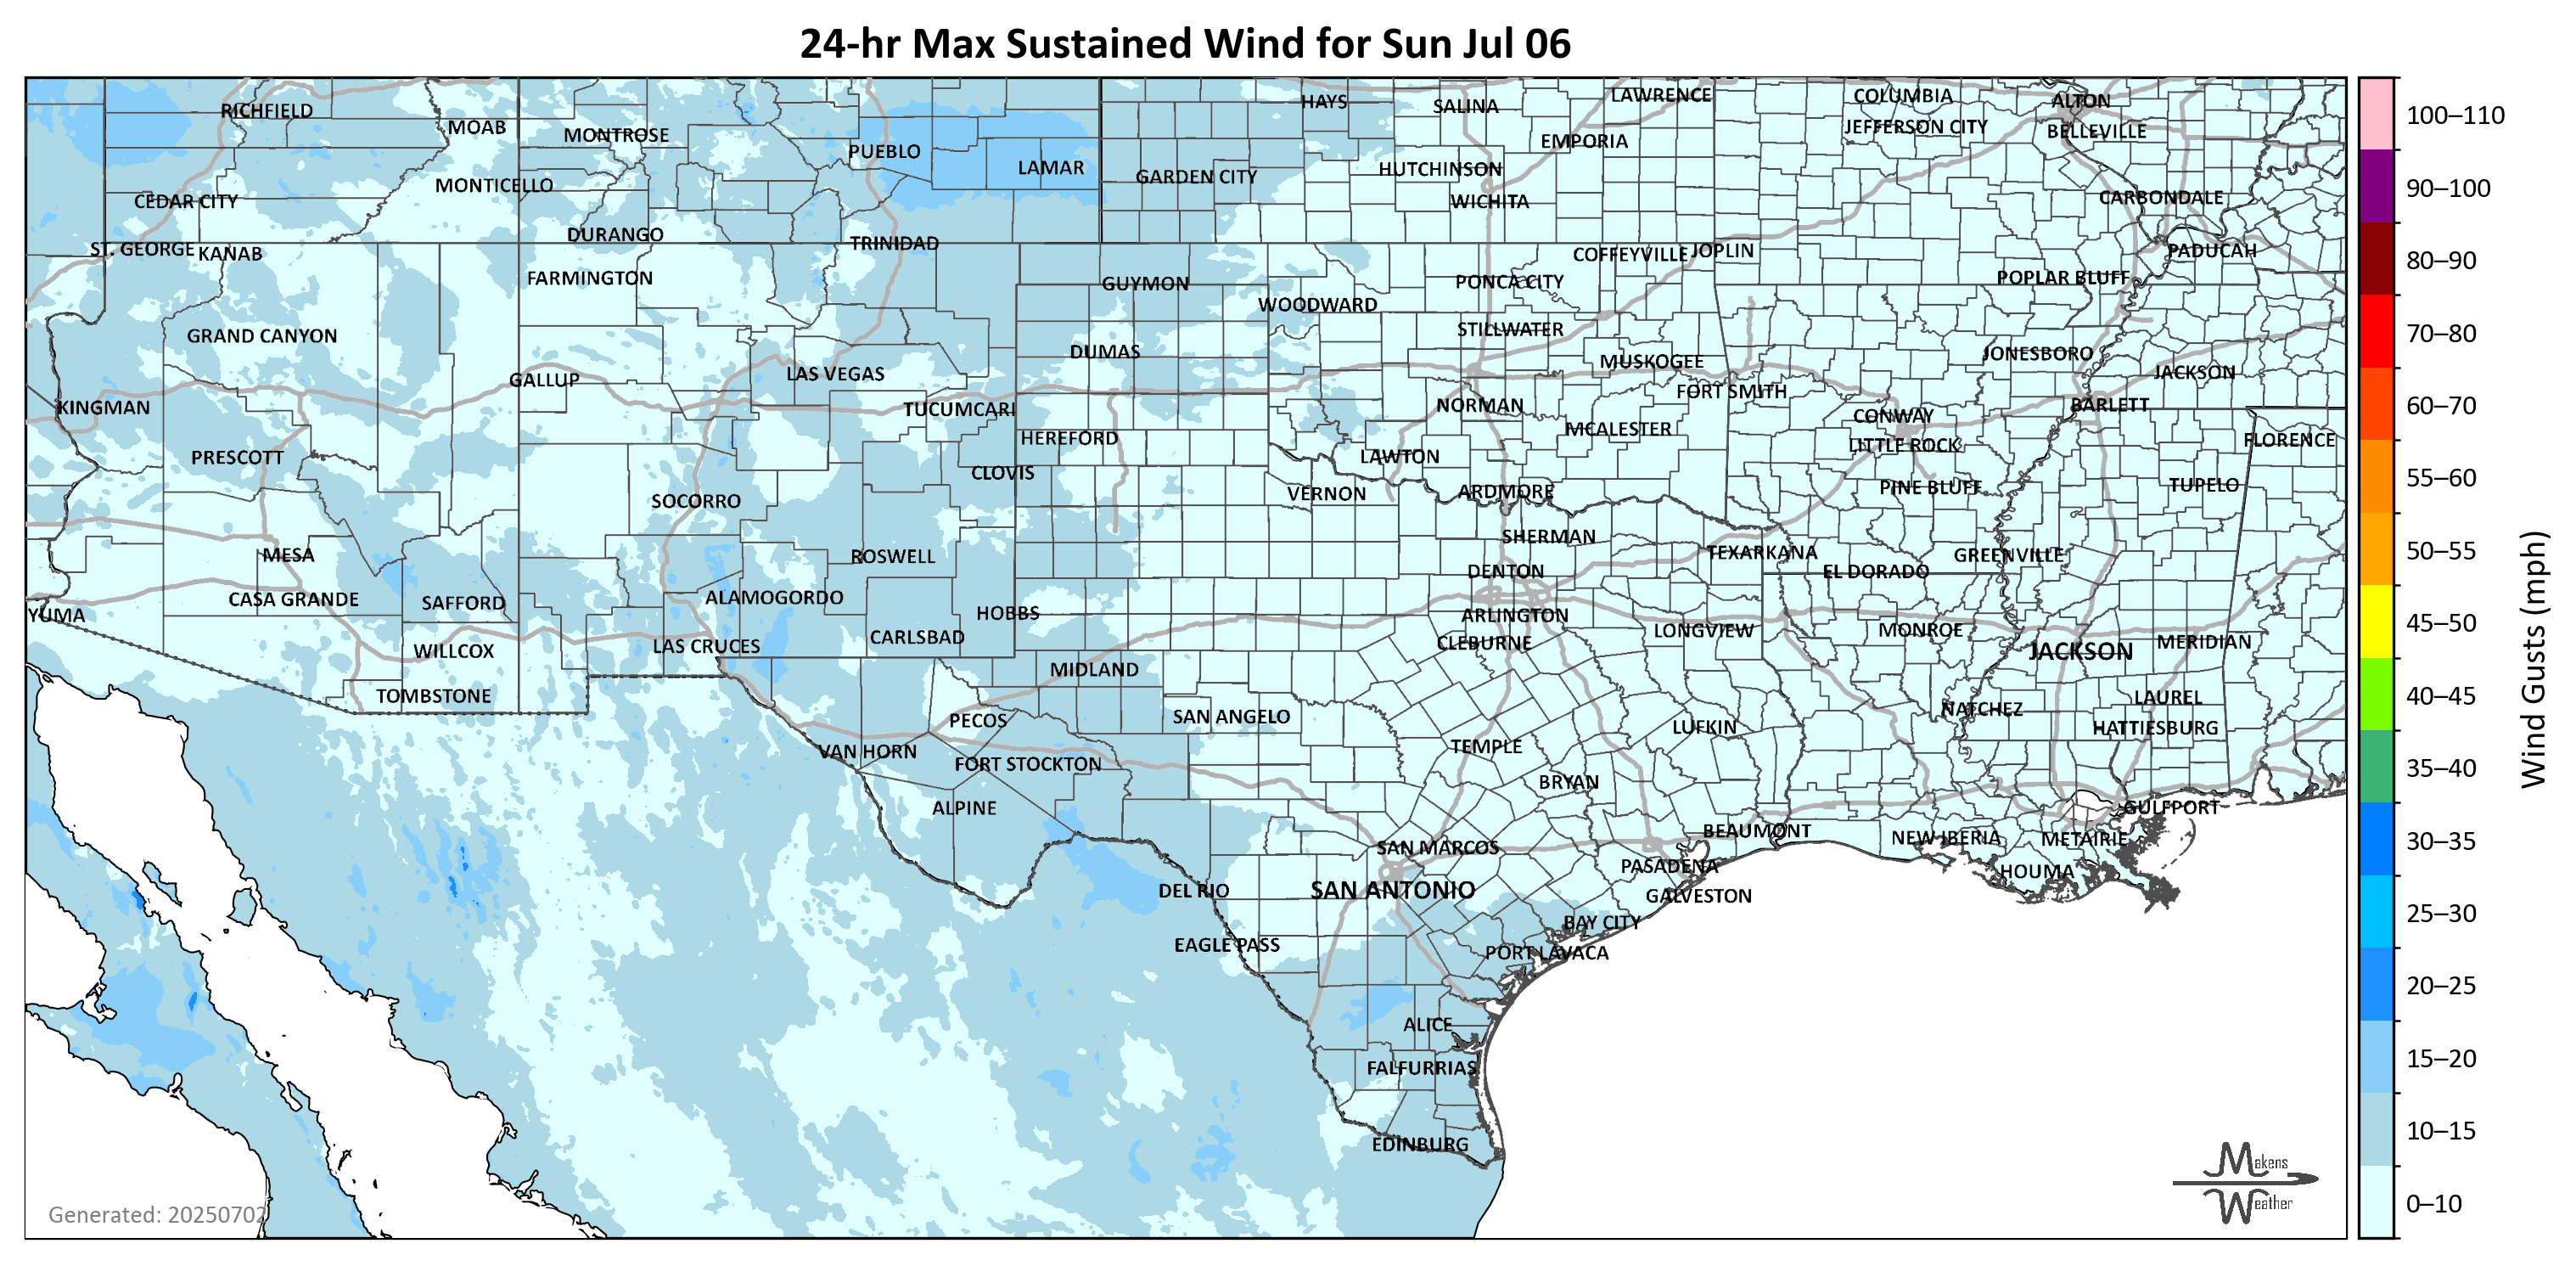 24-hr Max Sustained Wind for Sun Jul 06
RICHFIELD
MOAB
MONTROSE
PUEBLO
LAMAR
HAYS
SALINA
LAWRENCE
COLUMBIA
ALTON
JEFFERSON CITY
BELLEVILLE
EMPORIA
HUTCHINSON
GARDEN CITY
MONTICELLO
CEDAR CITY
WICHITA
CARBONDALE
DURANGO
TRINIDAD
ST. GEORGE
KANAB
COFFEYVILLE
JOPLIN
PADUCAH
FARMINGTON
GUYMON
PONCA CITY
POPLAR BLUFF
WOODWARD
GRAND CANYON
STILLWATER
DUMAS
MUSKOGEE
JONESBORO
GALLUP
LAS VEGAS
JACKSON
FORT SMITH
KINGMAN
TUCUMCARI
NORMAN
BARLETT
CONWAY
HEREFORD
MCALESTER
LITTLE ROCK
FLORENCE
PRESCOTT
CLOVIS
LAWTON
SOCORRO
VERNON
ARDMORE
PINE BLUFF
TUPELO
SHERMAN
MESA
ROSWELL
TEXARKANA
GREENVILLE
DENTON
EL DORADO
CASA GRANDE
SAFFORD
ALAMOGORDO
YUMA
HOBBS
ARLINGTON
CARLSBAD
CLEBURNE
LONGVIEW
MONROE
MERIDIAN
WILLCOX
LAS CRUCES
JACKSON
MIDLAND
TOMBSTONE
LAUREL
PECOS
SAN ANGELO
NATCHEZ
LUFKIN
HATTIESBURG
VAN HORN
FORT STOCKTON
TEMPLE
BRYAN
ALPINE
GULFPORT
BEAUMONT
NEW IBERIA
METAIRIE
SAN MARCOS
PASADENA
HOUMA
DEL RIO
SAN ANTONIO
GALVESTON
BAY CITY
EAGLE PASS
PORT LAVACA
ALICE
FALFURRIAS
EDINBURG
Generated: 20250702
Makens
Weather
100–110
90–100
80–90
70–80
60–70
55–60
50–55
45–50
40–45
35–40
30–35
25–30
20–25
15–20
10–15
0–10
Wind Gusts (mph)